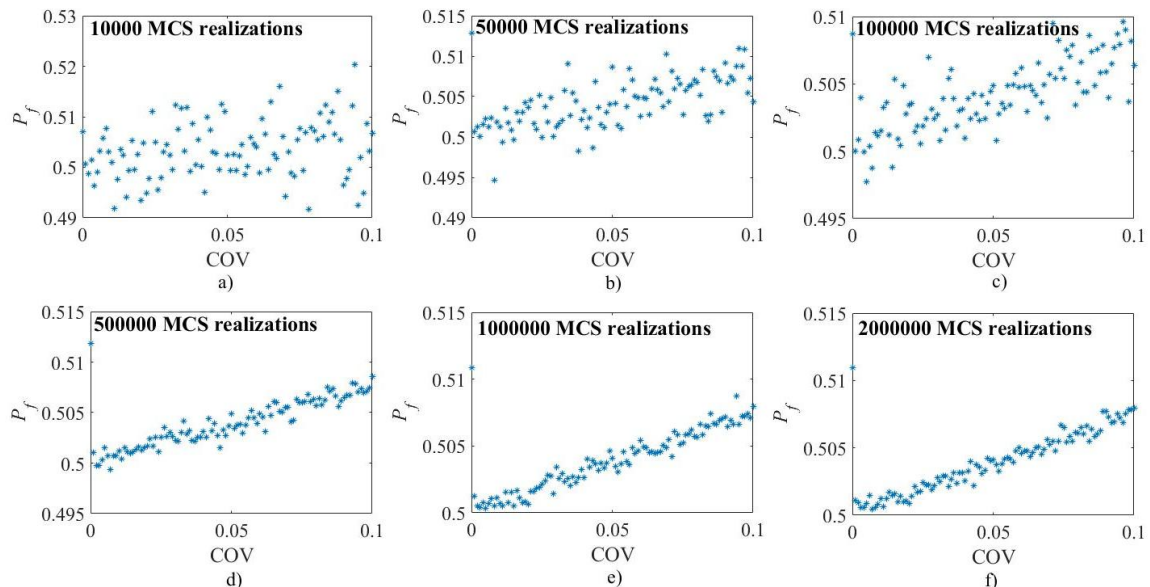 10000 MCS realizations
0.53
0.52
0.51
0.5
0.49
P_f
0
0.05
0.1
COV
a)
50000 MCS realizations
0.515
0.51
0.505
0.5
0.495
0.49
P_f
0
0.05
0.1
COV
b)
100000 MCS realizations
0.51
0.505
0.5
0.495
P_f
0
0.05
0.1
COV
c)
500000 MCS realizations
0.515
0.51
0.505
0.5
0.495
P_f
0
0.05
0.1
COV
d)
1000000 MCS realizations
0.515
0.51
0.505
0.5
P_f
0
0.05
0.1
COV
e)
2000000 MCS realizations
0.515
0.51
0.505
0.5
P_f
0
0.05
0.1
COV
f)